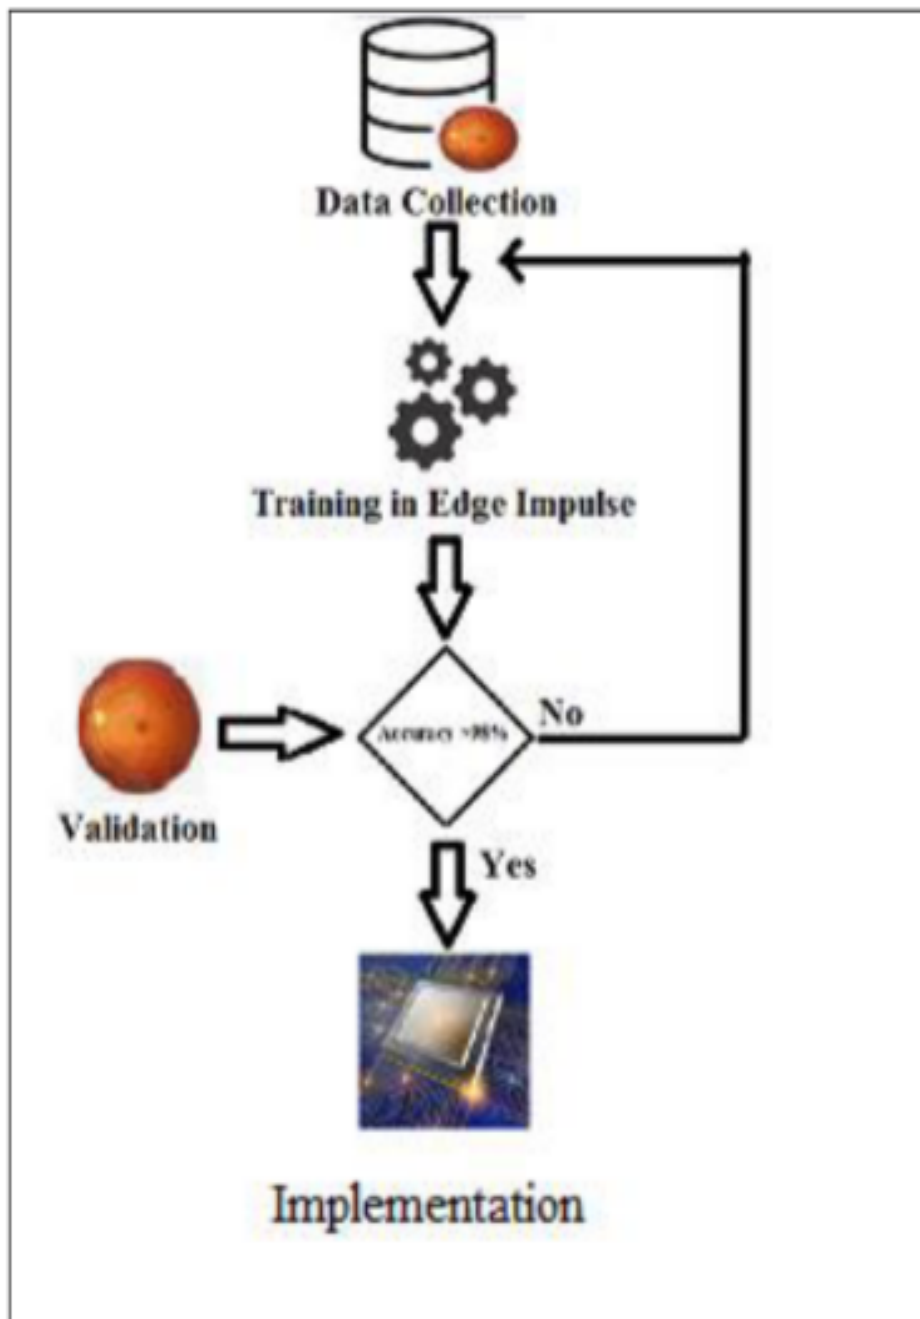 Data Collection
Training in Edge Impulse
No
Validation
Yes
Implementation